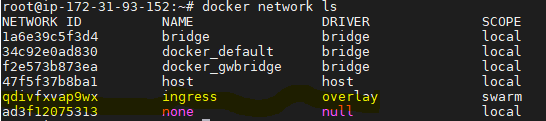 root@ip-172-31-93-152:~# docker network ls
NETWORK ID NAME DRIVER SCOPE
1a6e39c5f3d4 bridge bridge local
34c92e0ad830 docker_default bridge local
f2e573b873ea docker_gwbridge bridge local
47f5f37b8ba1 host host local
qdivfxvap9wx ingress overlay swarm
ad3f12075313 none null local